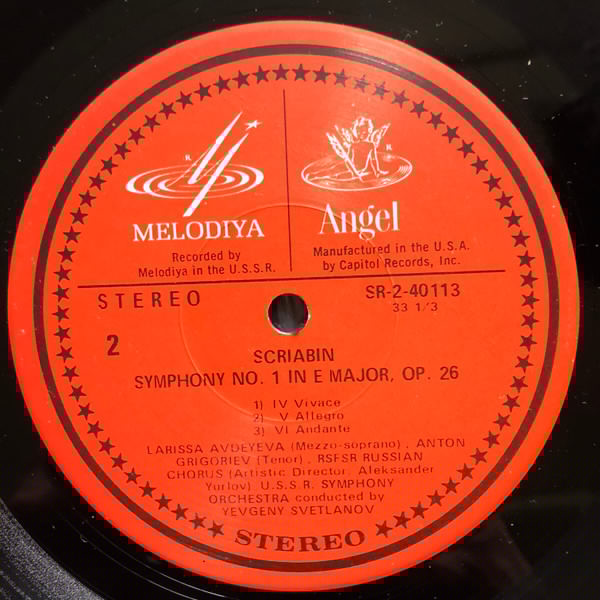 R
MELODIYA
Recorded by
Melodiya in the U.S.S.R.
R
Angel
Manufactured in the U.S.A.
by Capitol Records, Inc.
STEREO
SR-2-40113
33 1/3
2
SCRIABIN
SYMPHONY NO. 1 IN E MAJOR, OP. 26
1) IV Vivace
2) V Allegro
3) VI Andante
LARISSA AVDEYEVA (Mezzo-soprano), ANTON
GRIGORIEV (Tenor), RSFSR RUSSIAN
CHORUS (Artistic Director, Aleksander
Yurlov) U.S.S.R. SYMPHONY
ORCHESTRA conducted by
YEVGENY SVETLANOV
STEREO